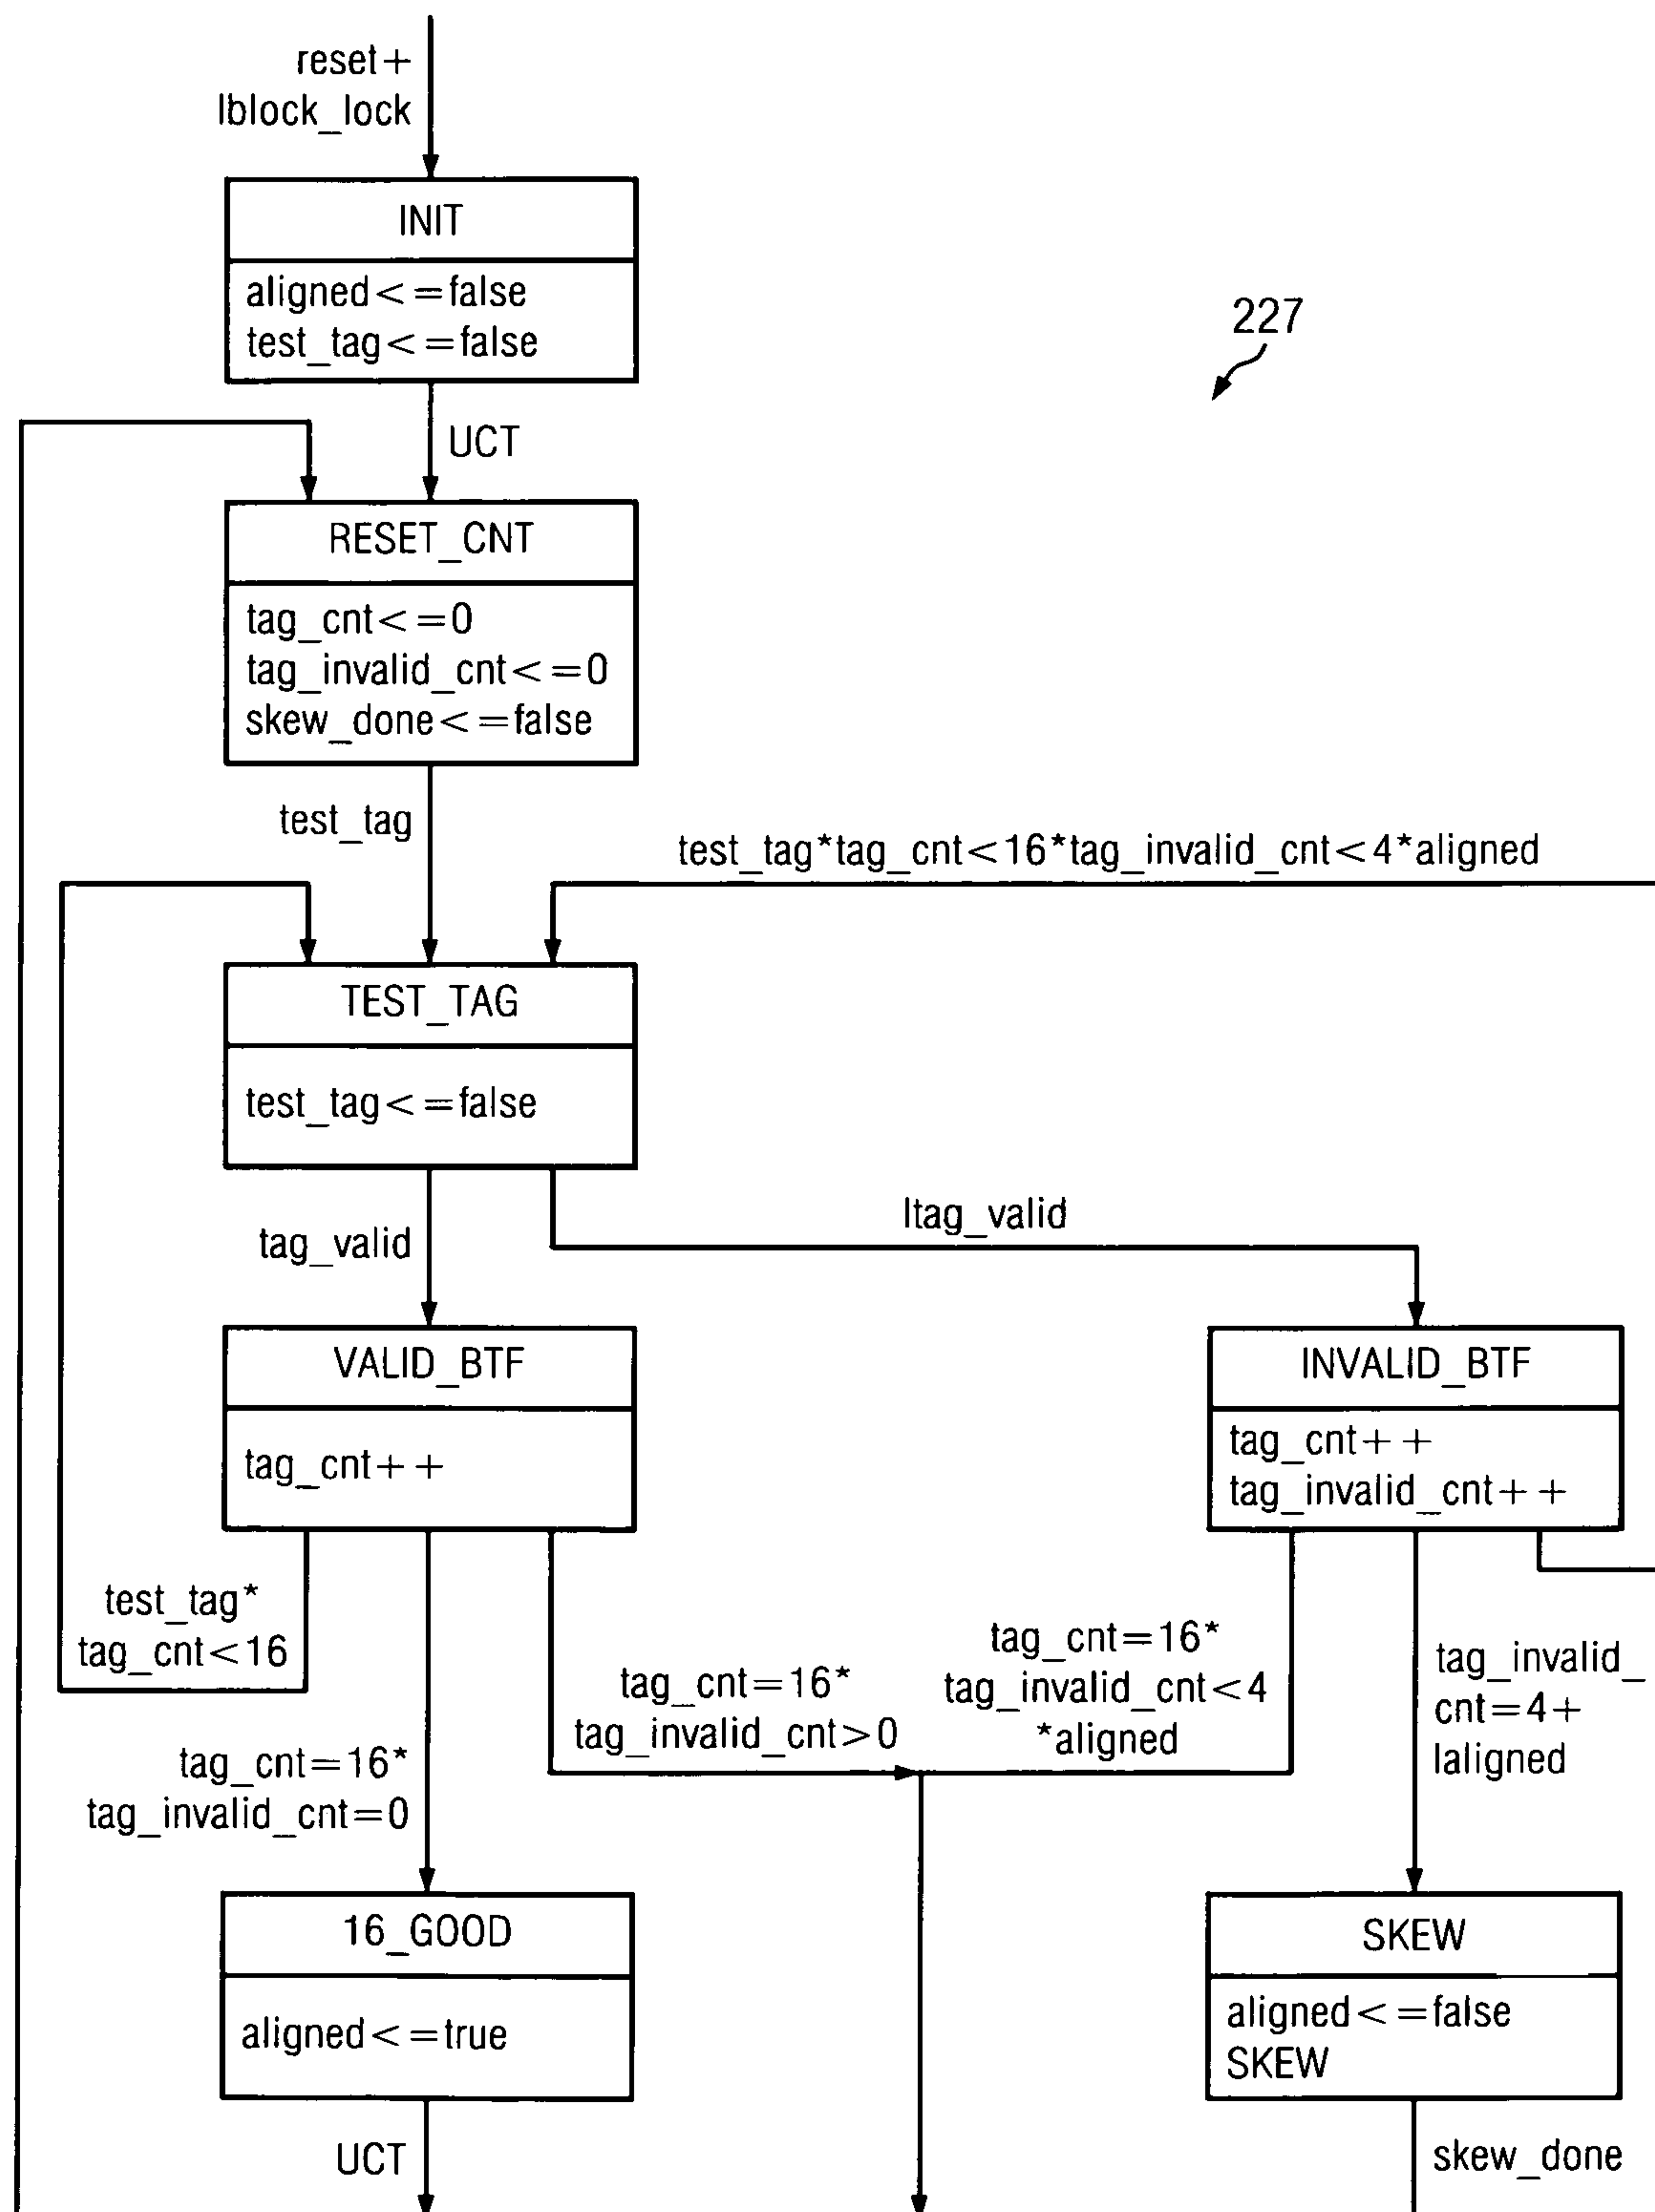 reset+
lblock_lock
INIT
aligned<=false
test_tag<=false
227
UCT
RESET_CNT
tag_cnt<=0
tag_invalid_cnt<=0
skew_done<=false
test_tag
test_tag*tag_cnt<16*tag_invalid_cnt<4*aligned
TEST_TAG
test_tag<=false
tag_valid
ltag_valid
VALID_BTF
tag_cnt++
INVALID_BTF
tag_cnt++
tag_invalid_cnt++
test_tag*
tag_cnt<16
tag_cnt=16*
tag_invalid_cnt=0
tag_cnt=16*
tag_invalid_cnt>0
tag_cnt=16*
tag_invalid_cnt<4
*aligned
tag_invalid_
cnt=4+
laligned
16_GOOD
aligned<=true
SKEW
aligned<=false
SKEW
UCT
skew_done